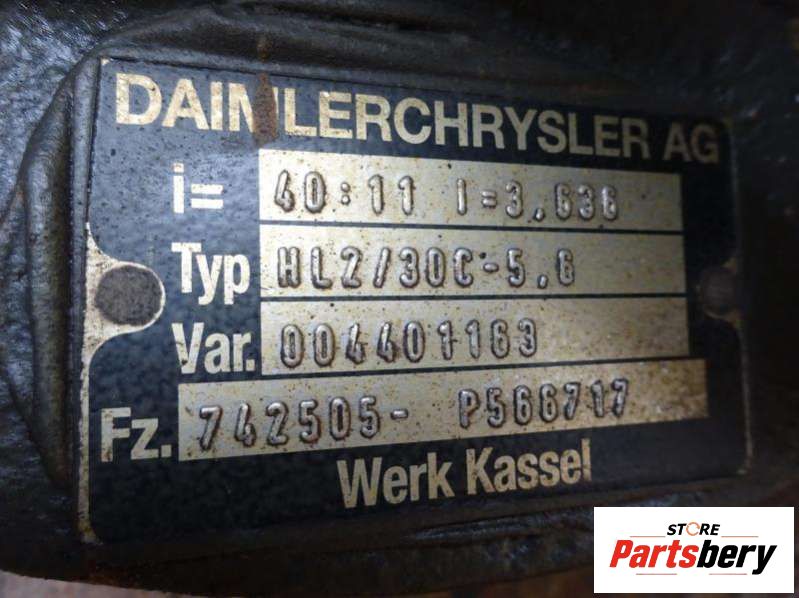 DAIMLERCHRYSLER AG
i= 40:11 I=3,636
Typ HL2/30C-5,6
Var. 004401163
Fz. 742505- P566717
Werk Kassel
STORE
Partsbery